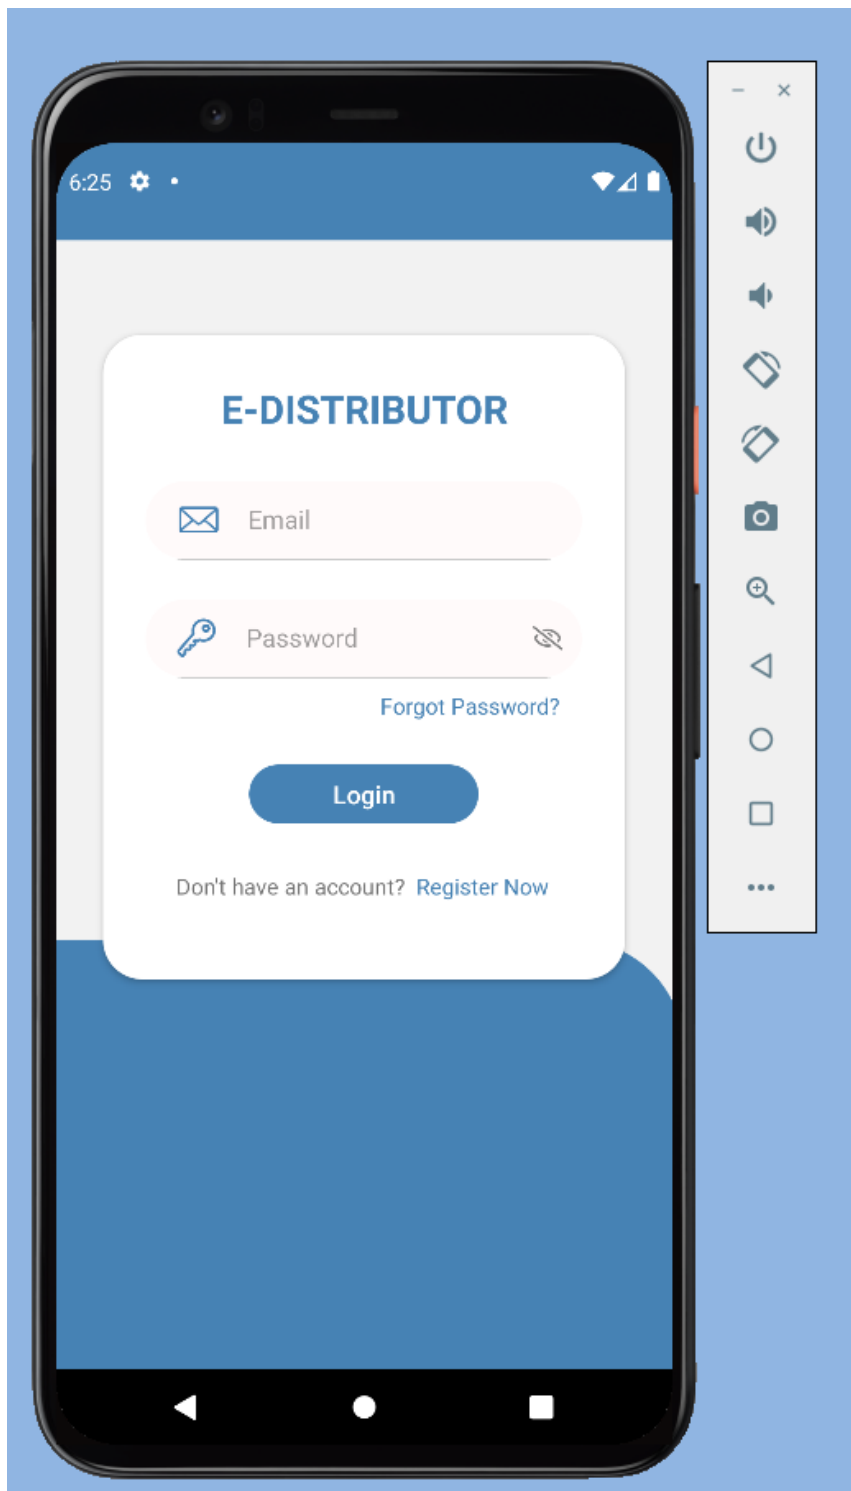 6:25
E-DISTRIBUTOR
Email
Password
Forgot Password?
Login
Don't have an account? Register Now